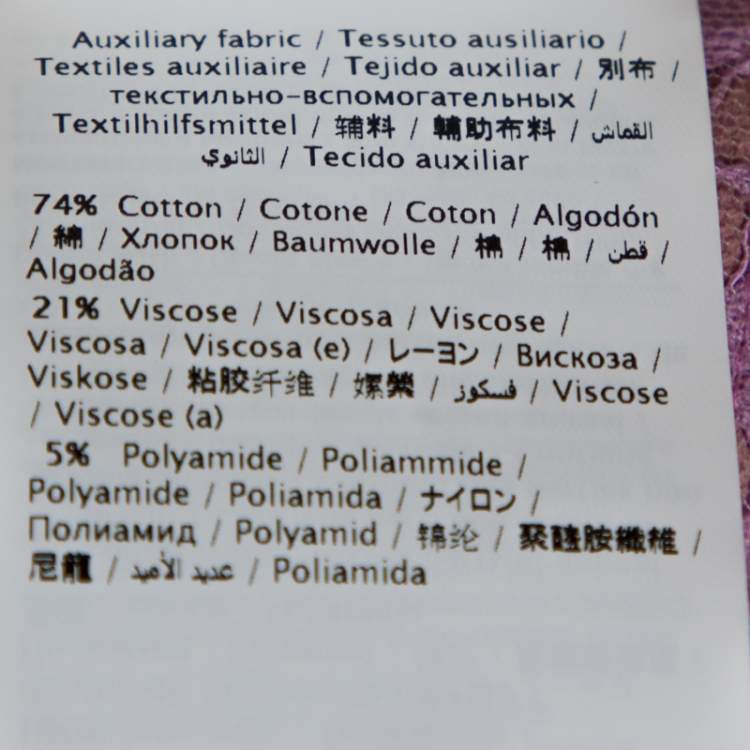 Auxiliary fabric / Tessuto ausiliario /
Textiles auxiliaire / Tejido auxiliar / 別布 /
текстильно-вспомогательных /
Textilhilfsmittel / 辅料 / 輔助布料 / القماش
الثانوي / Tecido auxiliar
74% Cotton / Cotone / Coton / Algodón
/ 綿 / Хлопок / Baumwolle / 棉 / 棉 / قطن /
Algodão
21% Viscose / Viscosa / Viscose /
Viscosa / Viscosa (e) / レーヨン / Вискоза /
Viskose / 粘胶纤维 / 嫘縈 / فسكوز / Viscose
/ Viscose (a)
5% Polyamide / Poliammide /
Polyamide / Poliamida / ナイロン /
Полиамид / Polyamid / 锦纶 / 聚醯胺纖維 /
尼龍 / عديد الأميد / Poliamida